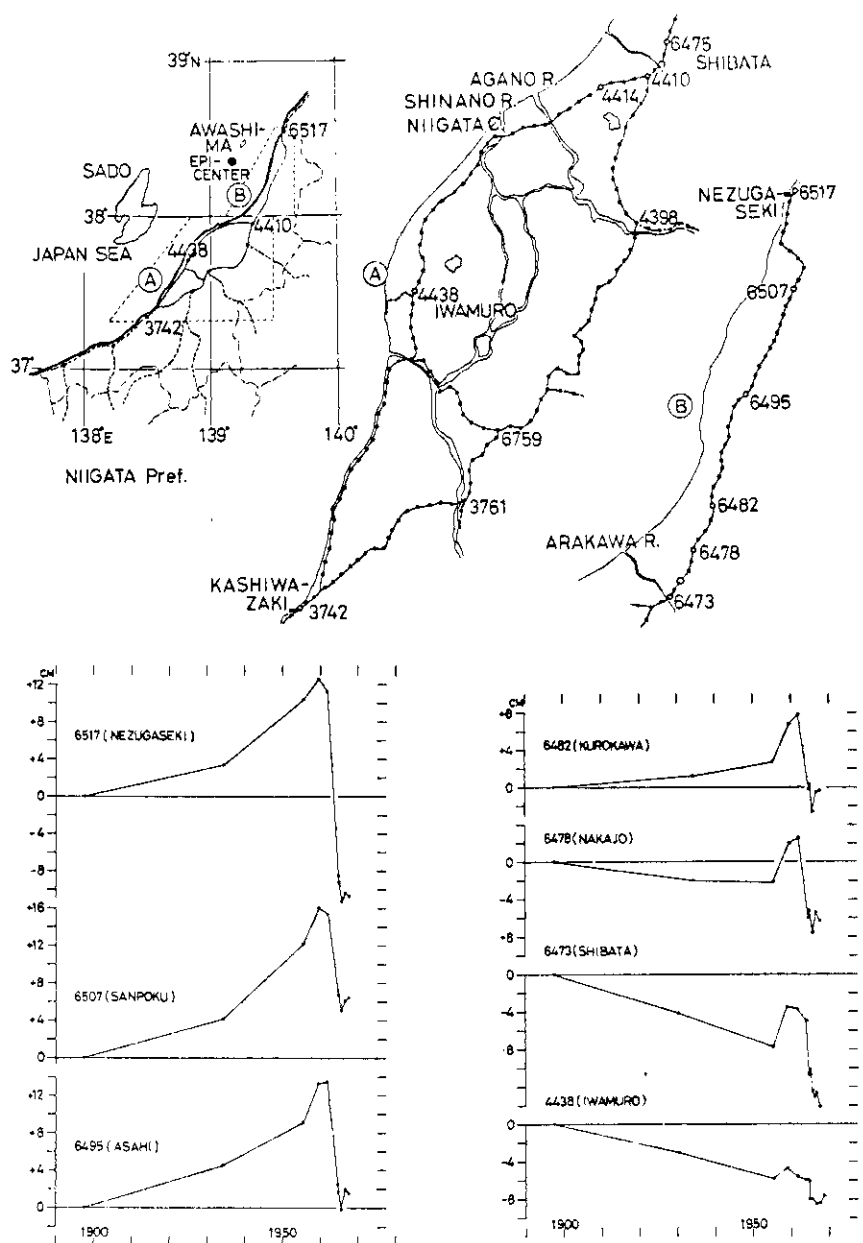 39°N
AWASHI-
MA
6517
EPI-
CENTER
SADO
B
38°
4410
JAPAN SEA
4438
A
3742
37°
138°E
139°
140°
NIIGATA Pref.
6475
SHIBATA
4410
AGANO R.
4414
SHINANO R.
NIIGATA C.
4398
A
4438
IWAMURO
6759
3761
KASHIWA-
ZAKI
3742
NEZUGA-
SEKI
6517
6507
B
6495
6482
ARAKAWA R.
6478
6473
CM
+12
+8
6517 (NEZUGASEKI)
+4
0
-4
-8
+16
+12
+8
6507 (SANPOKU)
+4
0
+12
+8
6495 (ASAHI)
+4
0
1900
1950
CM
+8
6482 (KUROKAWA)
+4
0
6478 (NAKAJO)
0
-4
-8
6473 (SHIBATA)
0
-4
-8
4438 (IWAMURO)
0
-4
-8
1900
1950